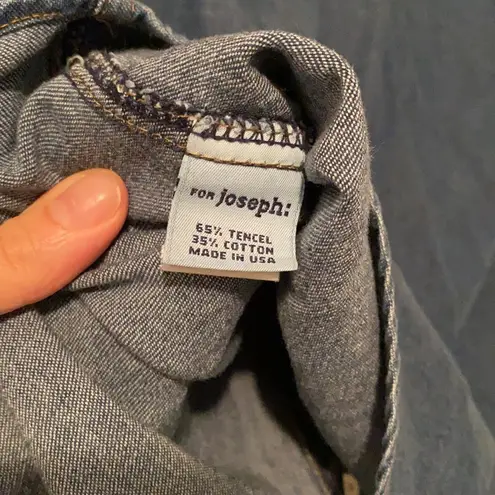 FOR joseph:
65% TENCEL
35% COTTON
MADE IN USA